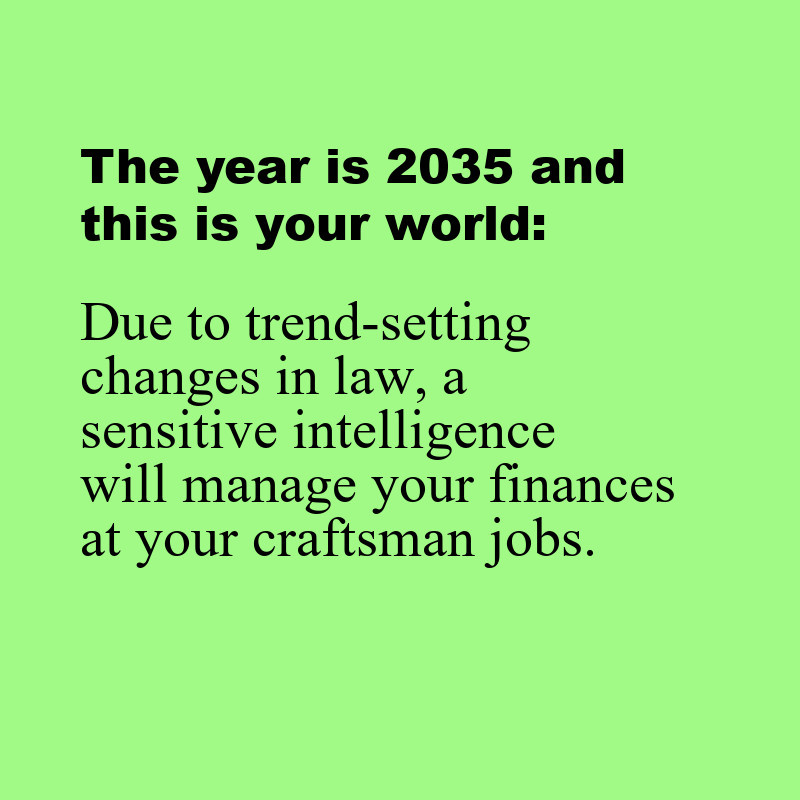 The year is 2035 and
this is your world:
Due to trend-setting
changes in law, a
sensitive intelligence
will manage your finances
at your craftsman jobs.